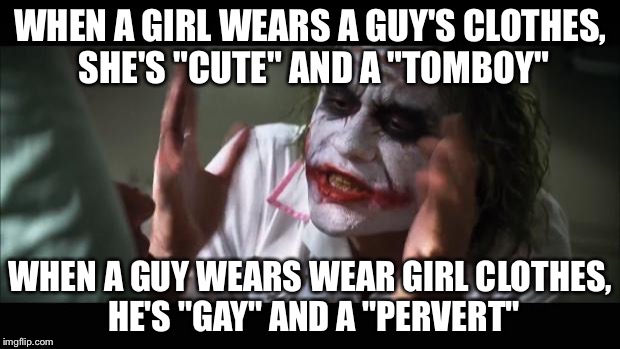 WHEN A GIRL WEARS A GUY'S CLOTHES,
SHE'S "CUTE" AND A "TOMBOY"
WHEN A GUY WEARS WEAR GIRL CLOTHES,
HE'S "GAY" AND A "PERVERT"
imgflip.com